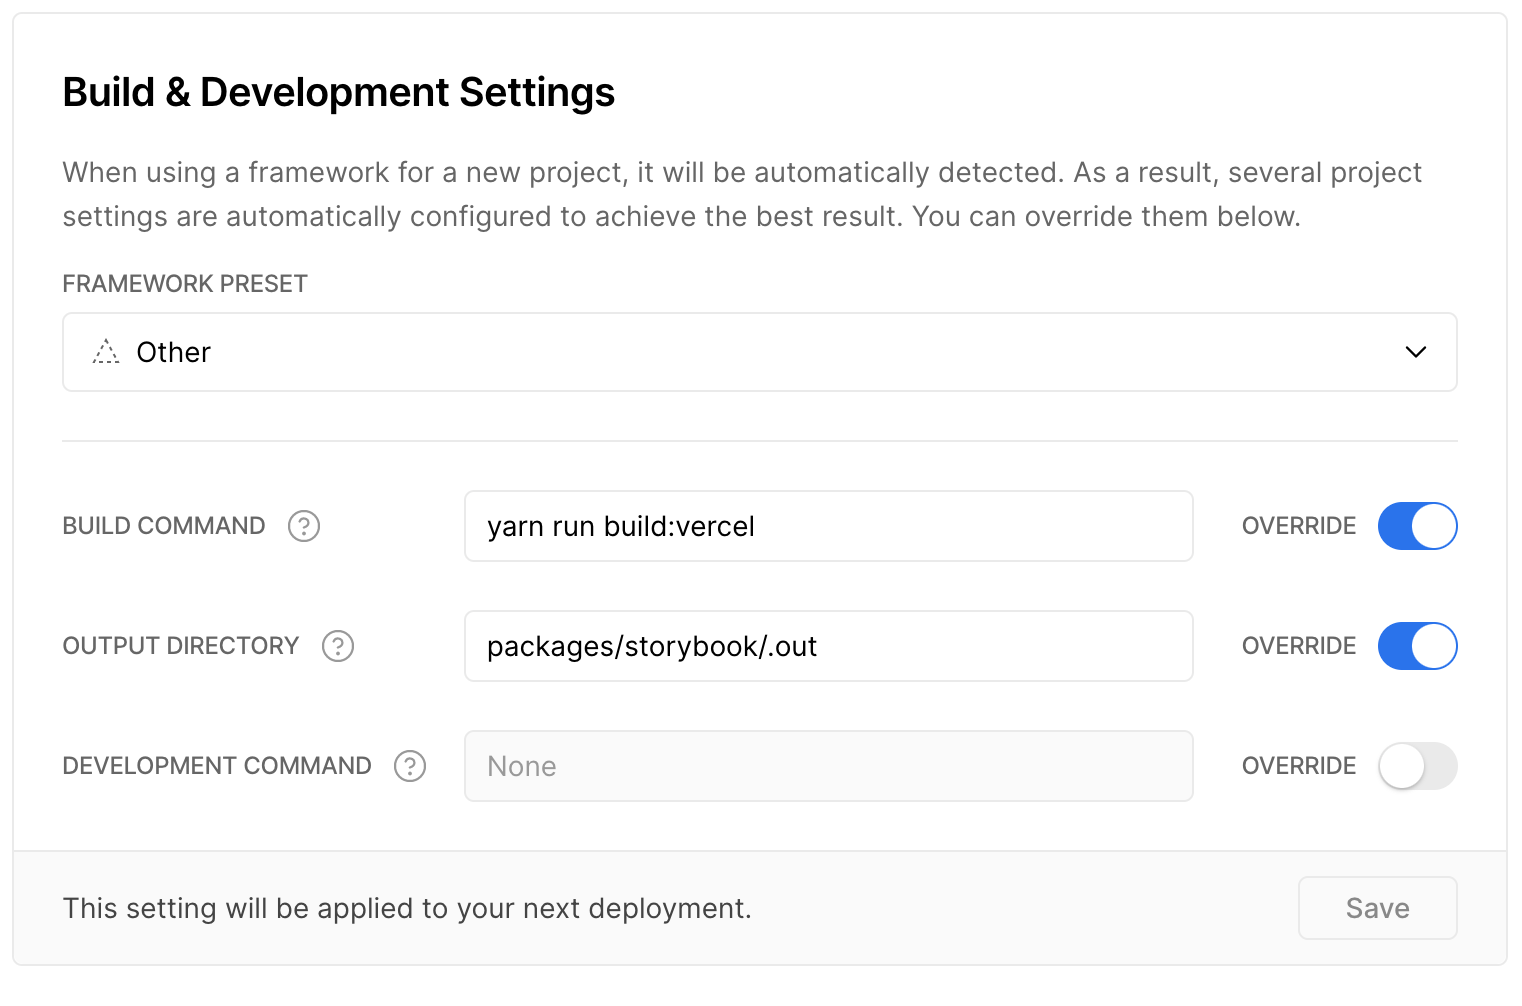 Build & Development Settings
When using a framework for a new project, it will be automatically detected. As a result, several project
settings are automatically configured to achieve the best result. You can override them below.
FRAMEWORK PRESET
Other
BUILD COMMAND ? yarn run build:vercel OVERRIDE
OUTPUT DIRECTORY ? packages/storybook/.out OVERRIDE
DEVELOPMENT COMMAND ? None OVERRIDE
This setting will be applied to your next deployment. Save